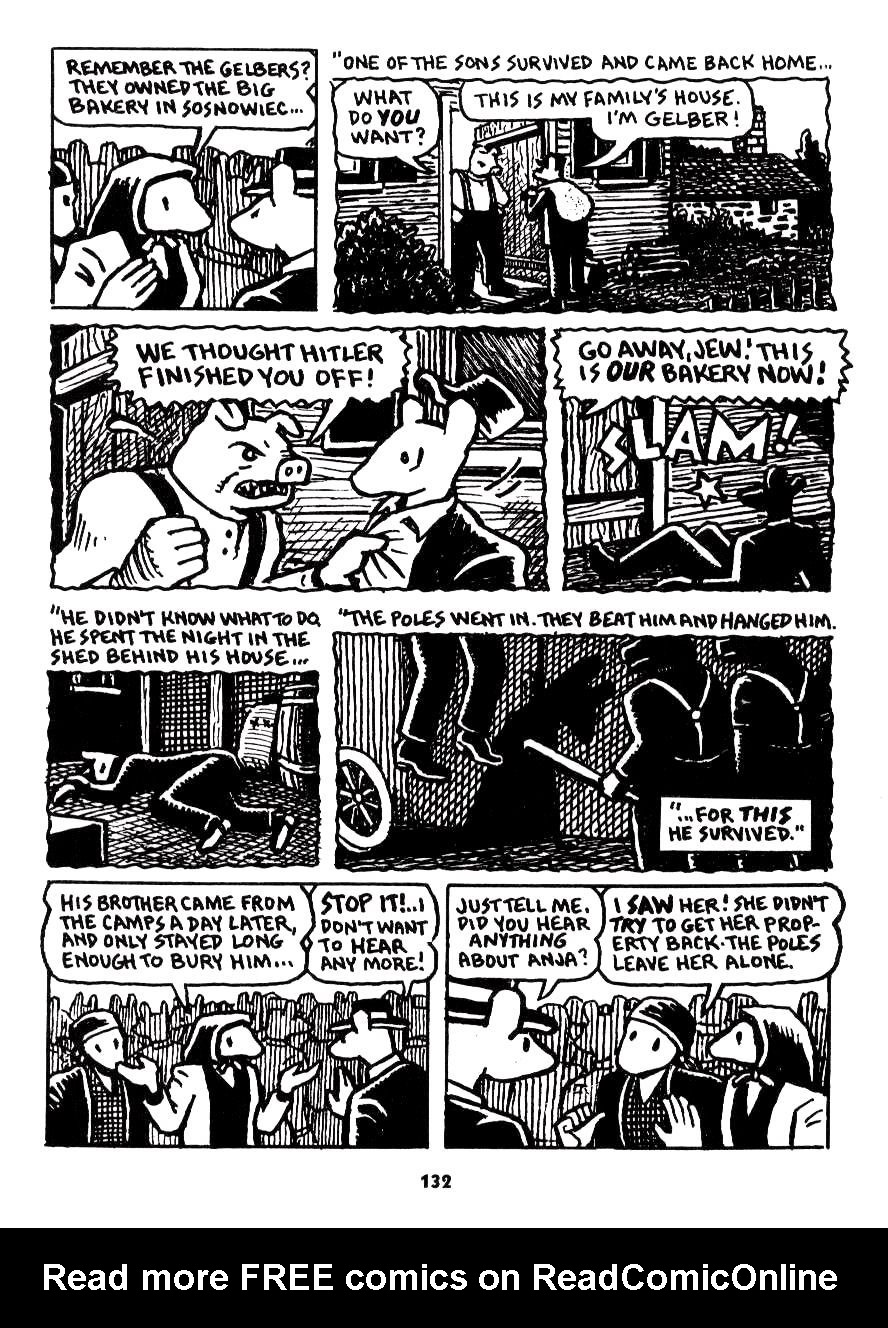 REMEMBER THE GELBERS?
THEY OWNED THE BIG
BAKERY IN SOSNOWIEC...
"ONE OF THE SONS SURVIVED AND CAME BACK HOME...
WHAT
DO YOU
WANT?
THIS IS MY FAMILY'S HOUSE.
I'M GELBER!
WE THOUGHT HITLER
FINISHED YOU OFF!
GO AWAY, JEW! THIS
IS OUR BAKERY NOW!
SLAM!
"HE DIDN'T KNOW WHAT TO DO,
HE SPENT THE NIGHT IN THE
SHED BEHIND HIS HOUSE...
"THE POLES WENT IN. THEY BEAT HIM AND HANGED HIM.
"...FOR THIS
HE SURVIVED."
HIS BROTHER CAME FROM
THE CAMPS A DAY LATER,
AND ONLY STAYED LONG
ENOUGH TO BURY HIM...
STOP IT!..I
DON'T WANT
TO HEAR
ANY MORE!
JUST TELL ME.
DID YOU HEAR
ANYTHING
ABOUT ANJA?
I SAW HER! SHE DIDN'T
TRY TO GET HER PROP-
ERTY BACK. THE POLES
LEAVE HER ALONE.
132
Read more FREE comics on ReadComicOnline